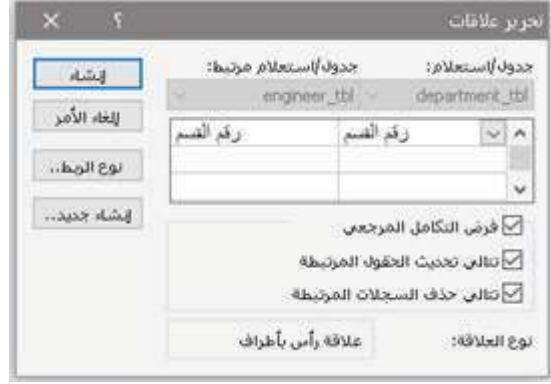 تحرير علاقات ؟ ×
جدول/استعلام: جدول/استعلام مرتبط:
department_tbl engineer_tbl
رقم القسم رقم القسم
إنشاء
إلغاء الأمر
نوع الربط..
إنشاء جديد..
فرض التكامل المرجعي
تتالي تحديث الحقول المرتبطة
تتالي حذف السجلات المرتبطة
نوع العلاقة: علاقة رأس بأطراف